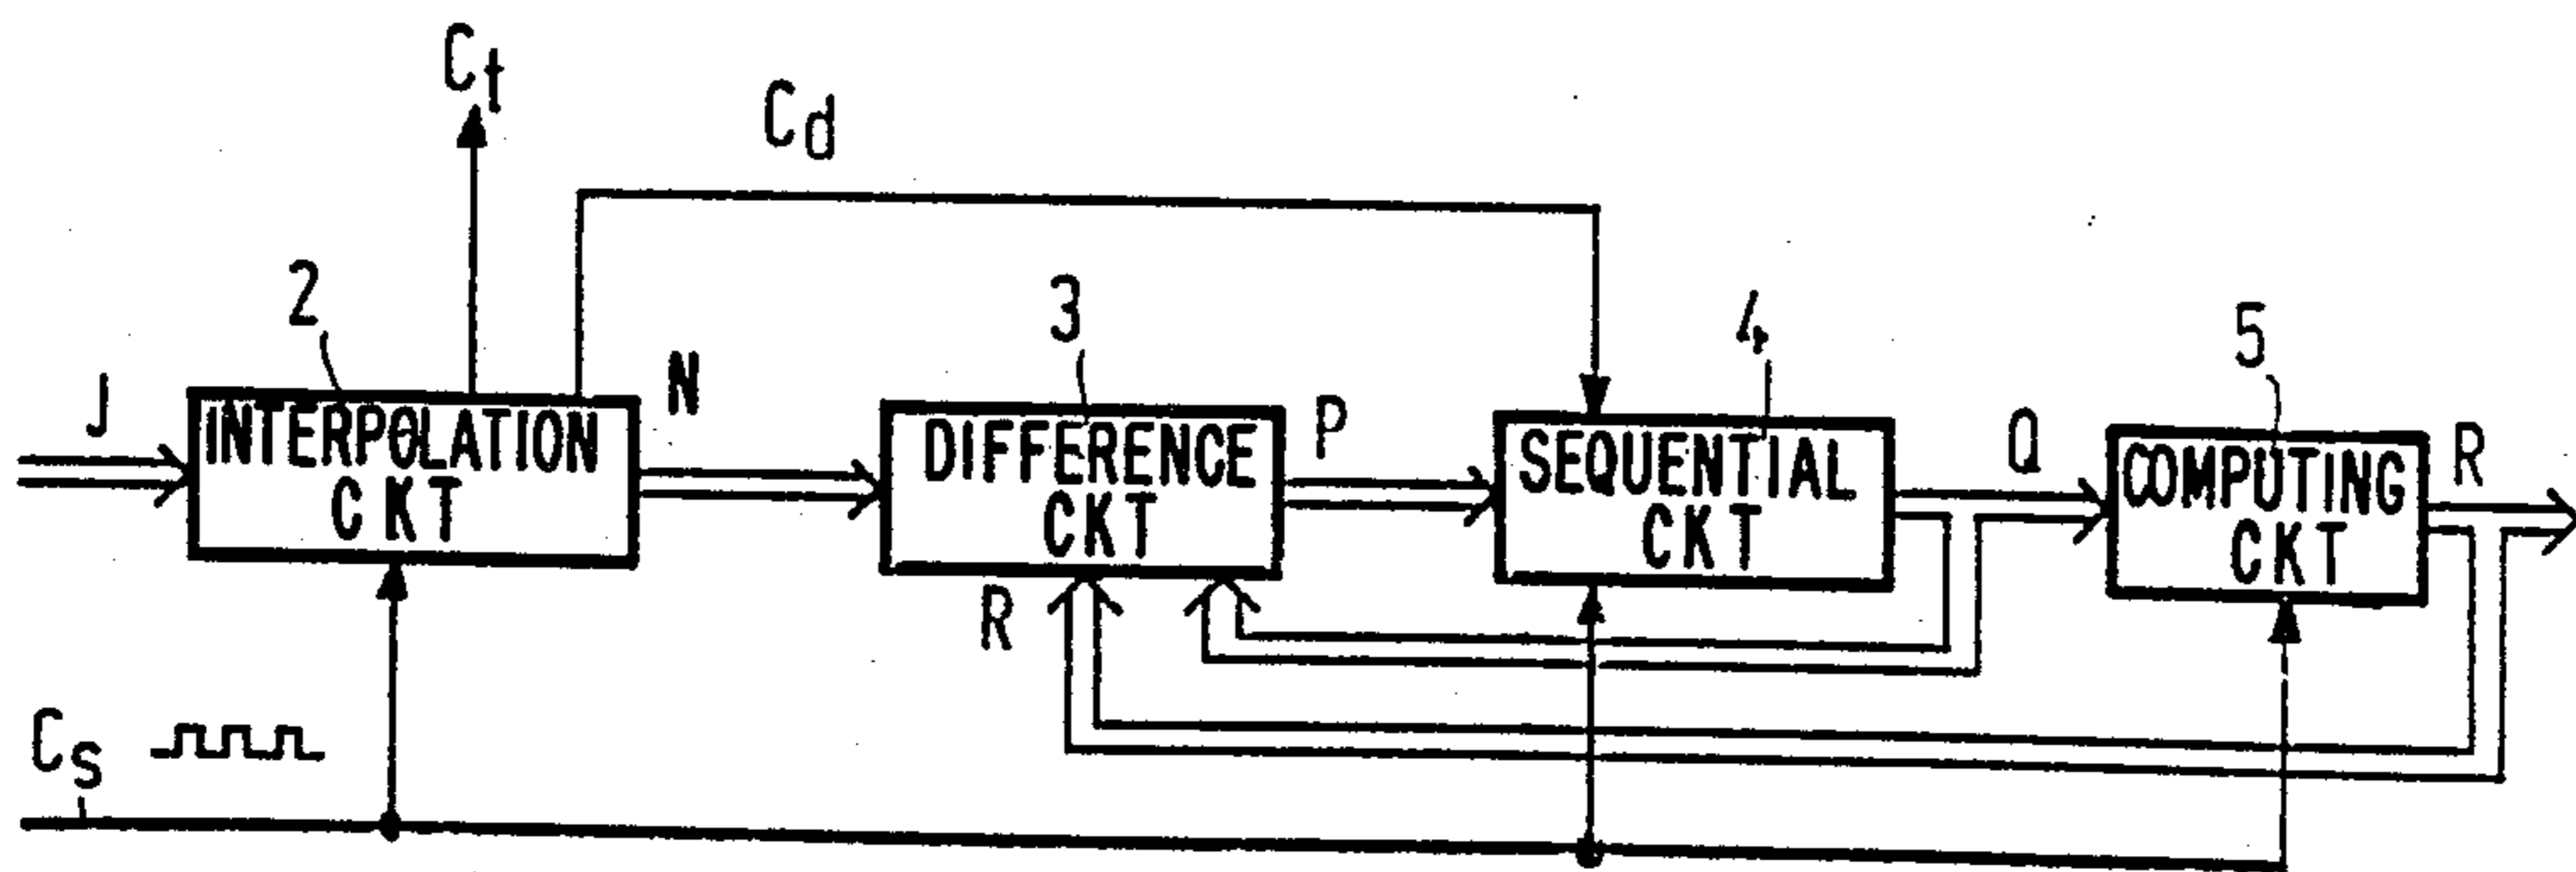 Ct
Cd
2
3
4
5
J
INTERPOLATION
CKT
N
DIFFERENCE
CKT
P
SEQUENTIAL
CKT
Q
COMPUTING
CKT
R
R
Cs